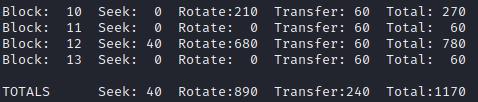 Block:  10  Seek:  0  Rotate:210  Transfer: 60  Total: 270
Block:  11  Seek:  0  Rotate:  0  Transfer: 60  Total:  60
Block:  12  Seek: 40  Rotate:680  Transfer: 60  Total: 780
Block:  13  Seek:  0  Rotate:  0  Transfer: 60  Total:  60
TOTALS      Seek: 40  Rotate:890  Transfer:240  Total:1170